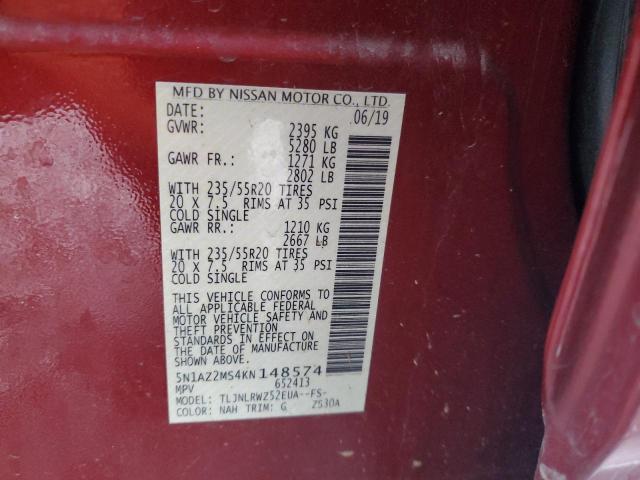 MFD BY NISSAN MOTOR CO., LTD.
DATE: 06/19
GVWR: 2395 KG
5280 LB
GAWR FR.: 1271 KG
2802 LB
WITH 235/55R20 TIRES
20 X 7.5 RIMS AT 35 PSI
COLD SINGLE
GAWR RR.: 1210 KG
2667 LB
WITH 235/55R20 TIRES
20 X 7.5 RIMS AT 35 PSI
COLD SINGLE
THIS VEHICLE CONFORMS TO
ALL APPLICABLE FEDERAL
MOTOR VEHICLE SAFETY AND
THEFT PREVENTION
STANDARDS IN EFFECT ON
THE DATE OF MANUFACTURE
SHOWN ABOVE.
5N1AZ2MS4KN148574
MPV 652413
MODEL: TLJNLRWZ52EUA--FS-
COLOR: NAH TRIM: G Z530A